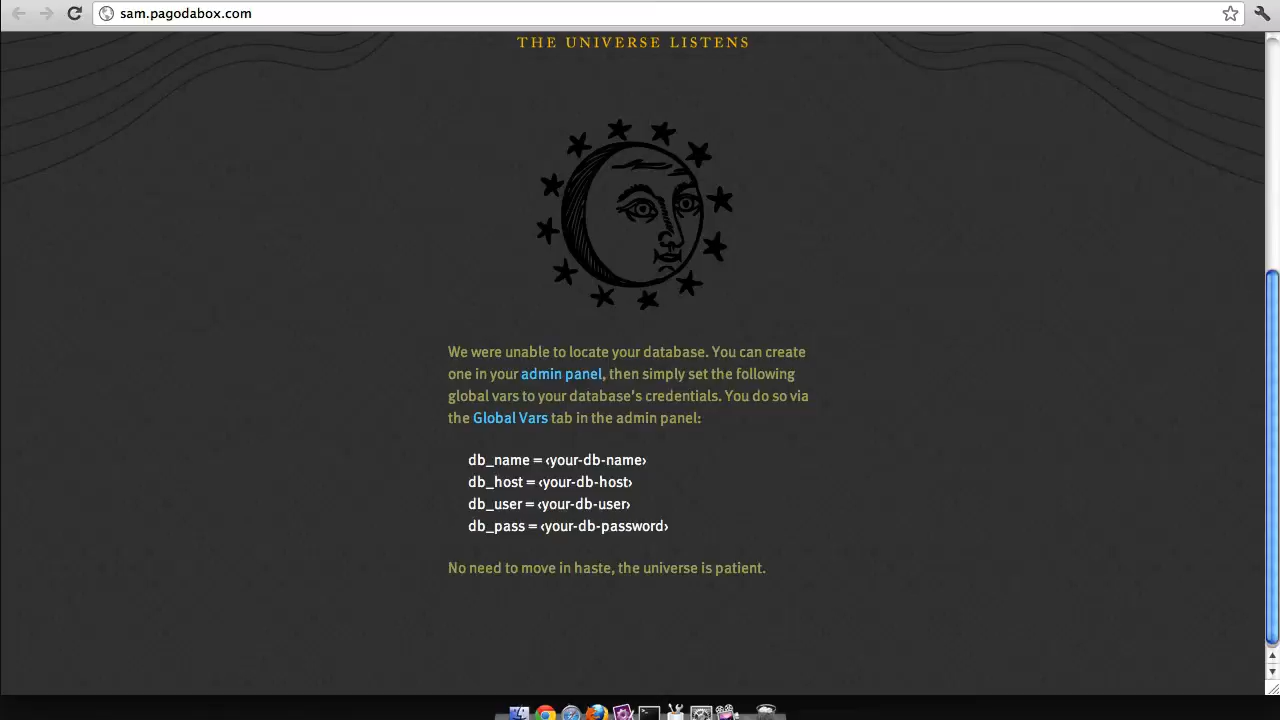 sam.pagodabox.com
THE UNIVERSE LISTENS
We were unable to locate your database. You can create
one in your admin panel, then simply set the following
global vars to your database's credentials. You do so via
the Global Vars tab in the admin panel:
db_name = ‹your-db-name›
db_host = ‹your-db-host›
db_user = ‹your-db-user›
db_pass = ‹your-db-password›
No need to move in haste, the universe is patient.